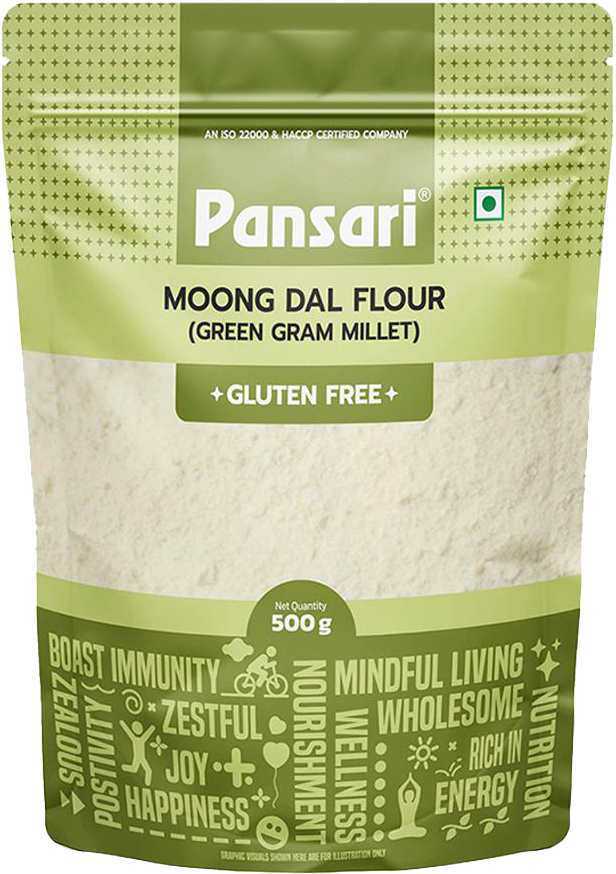 AN ISO 22000 & HACCP CERTIFIED COMPANY
Pansari®
MOONG DAL FLOUR
(GREEN GRAM MILLET)
GLUTEN FREE
Net Quantity
500 g
BOAST IMMUNITY
ZEALOUS
POSTIVITY
ZESTFUL
JOY
HAPPINESS
NOURISHMENT
MINDFUL LIVING
WHOLESOME
WELLNESS
RICH IN
ENERGY
NUTRITION
GRAPHIC VISUALS SHOWN HERE ARE FOR ILLUSTRATION ONLY